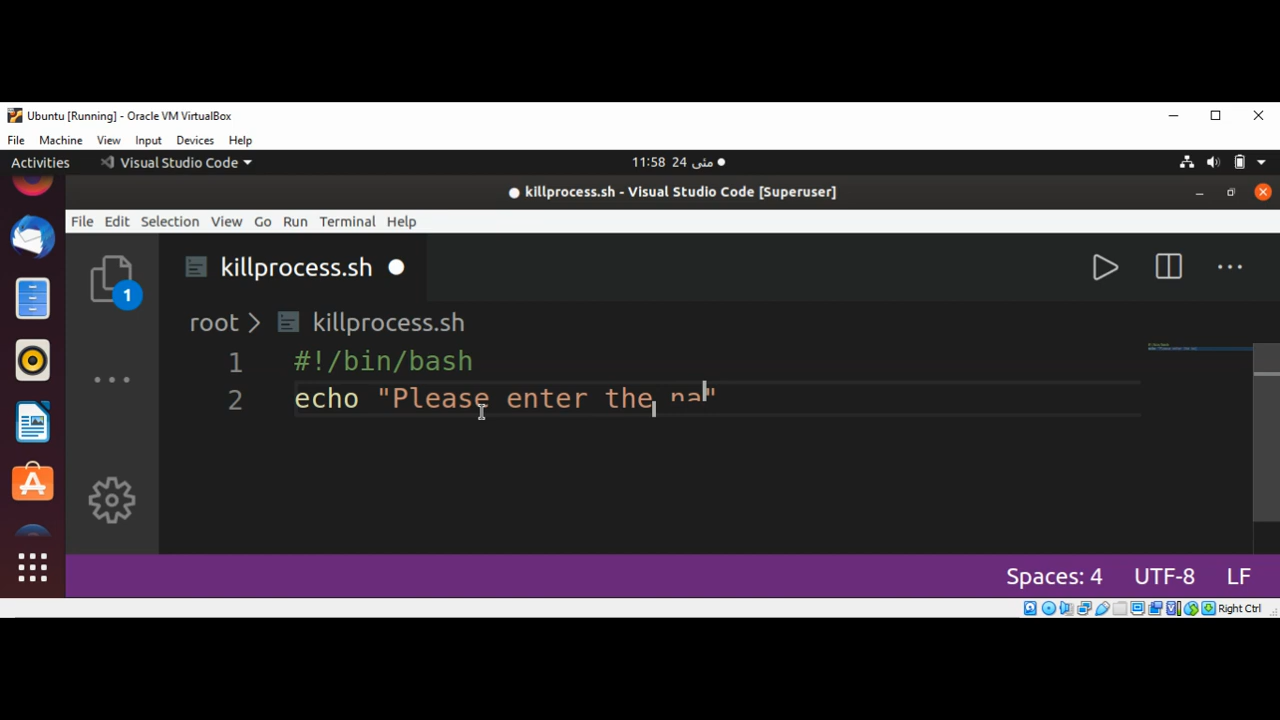 Ubuntu [Running] - Oracle VM VirtualBox
File Machine View Input Devices Help
Activities Visual Studio Code 11:58 24 مئی
killprocess.sh - Visual Studio Code [Superuser]
File Edit Selection View Go Run Terminal Help
killprocess.sh
1
root > killprocess.sh
1 #!/bin/bash
2 echo "Please enter the na"
Spaces: 4 UTF-8 LF
Right Ctrl